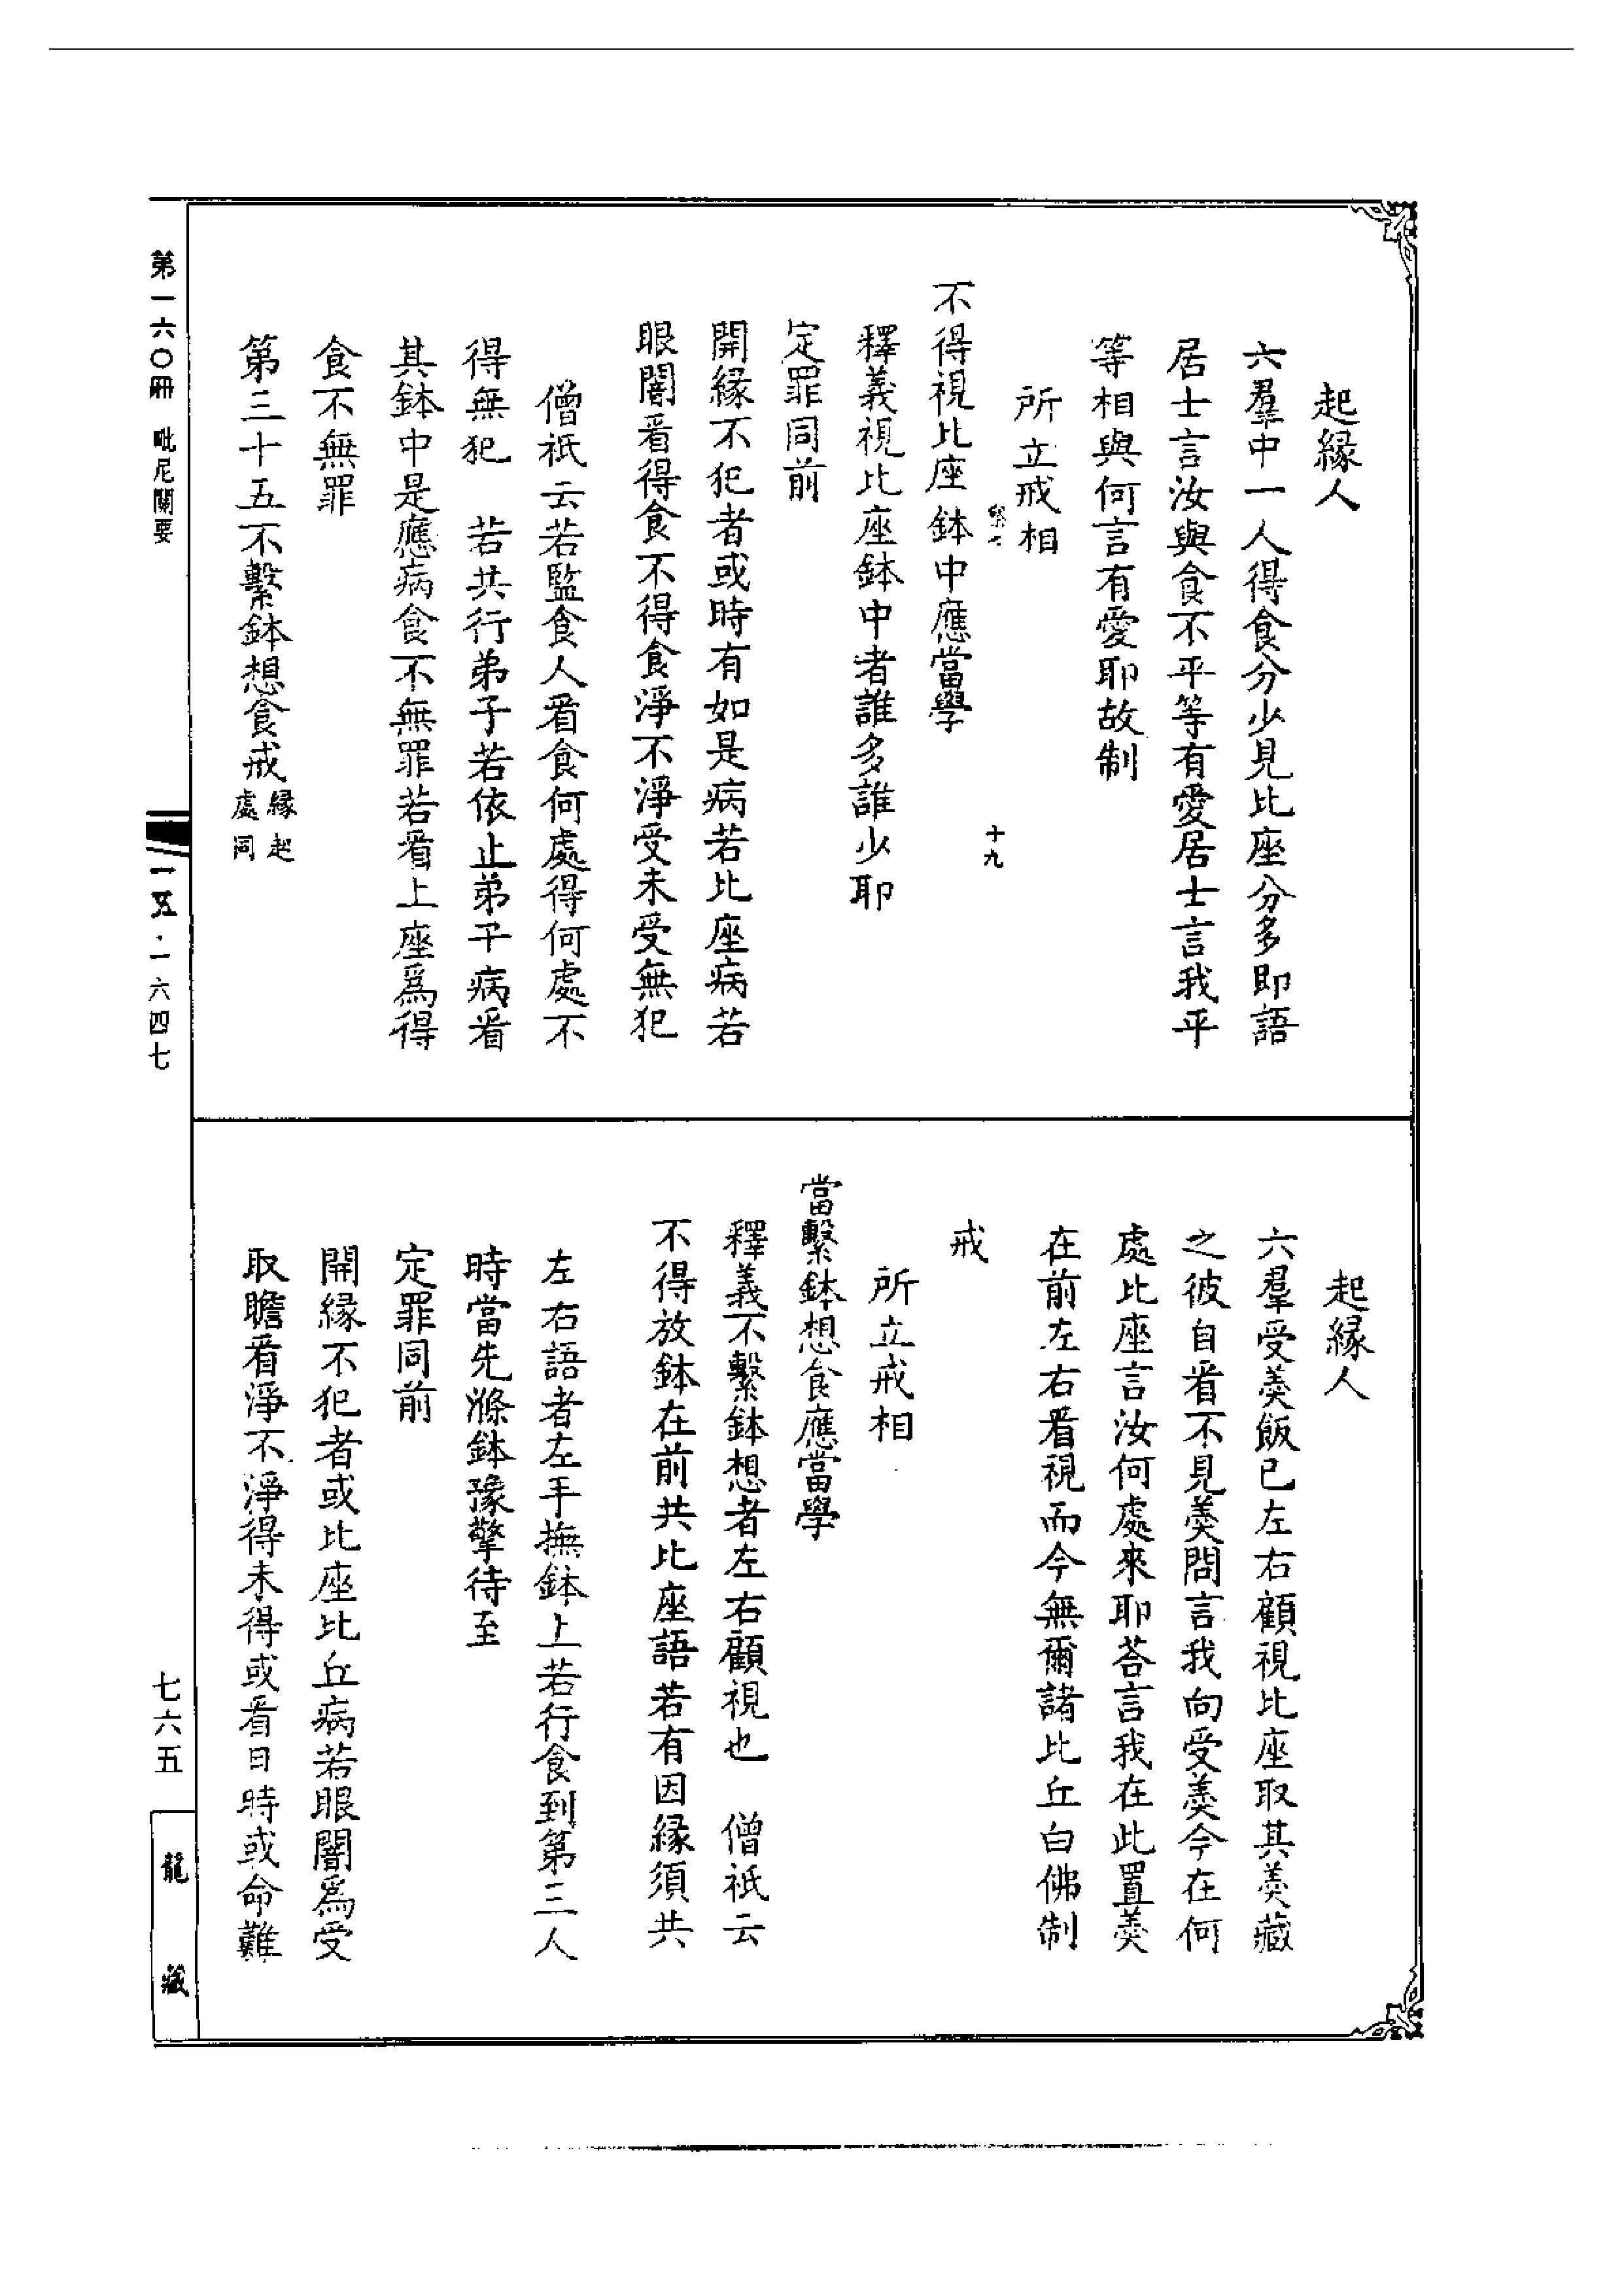 起緣人
六羣中一人得食分少見比座分多即語
居士言汝與食不平等有愛居士言我平
等相與何言有愛耶故制
所立戒相
十九
不得視比座鉢中應當學
釋義視比座鉢中者誰多誰少耶
定罪同前
開緣不犯者或時有如是病若比座病若
眼闇看得食不得食淨不淨受未受無犯
僧祇云若監食人看食何處得何處不
得無犯　若共行弟子若依止弟子病看
其鉢中是應病食不無罪若看上座爲得
食不無罪
第三十五不繫鉢想食戒緣起處同
起緣人
六羣受羹飯已左右顧視比座取其羹藏
之彼自看不見羹問言我向受羹今在何
處比座言汝何處來耶荅言我在此置羹
在前左右看視而今無爾諸比丘白佛制
戒
所立戒相
當繫鉢想食應當學
釋義不繫鉢想者左右顧視也　僧祇云
不得放鉢在前共比座語若有因緣須共
左右語者左手撫鉢上若行食到第三人
時當先滌鉢豫擎待至
定罪同前
開緣不犯者或比座比丘病若眼闇爲受
取瞻看淨不淨得未得或看日時或命難
第一六〇冊　毗尼關要
一五·一六四七
七六五
龍藏